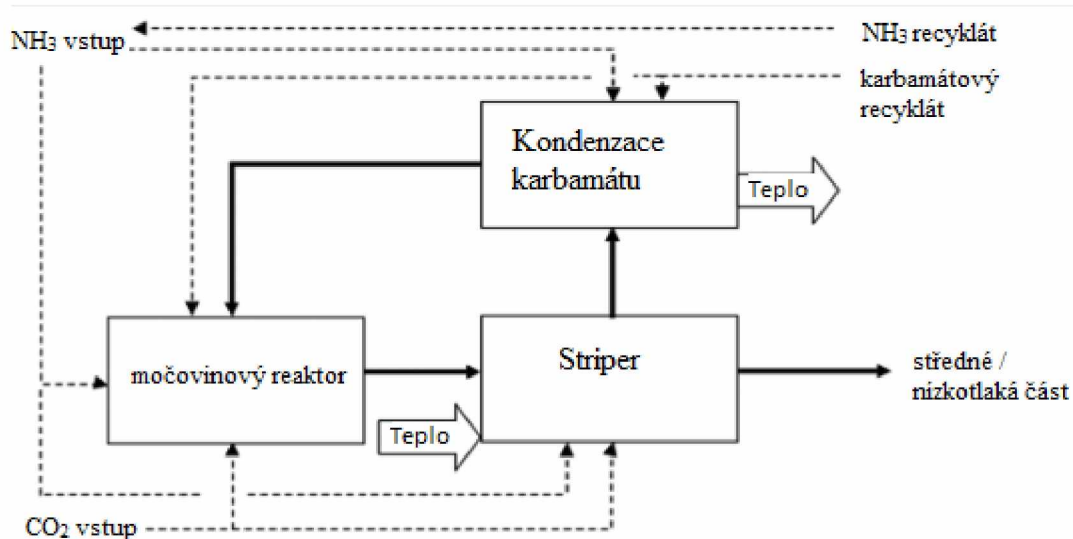 NH₃ vstup
NH₃ recyklát
karbamátový
recyklát
Kondenzace
karbamátu
Teplo
močovinový reaktor
Striper
středné /
nízkotlaká část
Teplo
CO₂ vstup